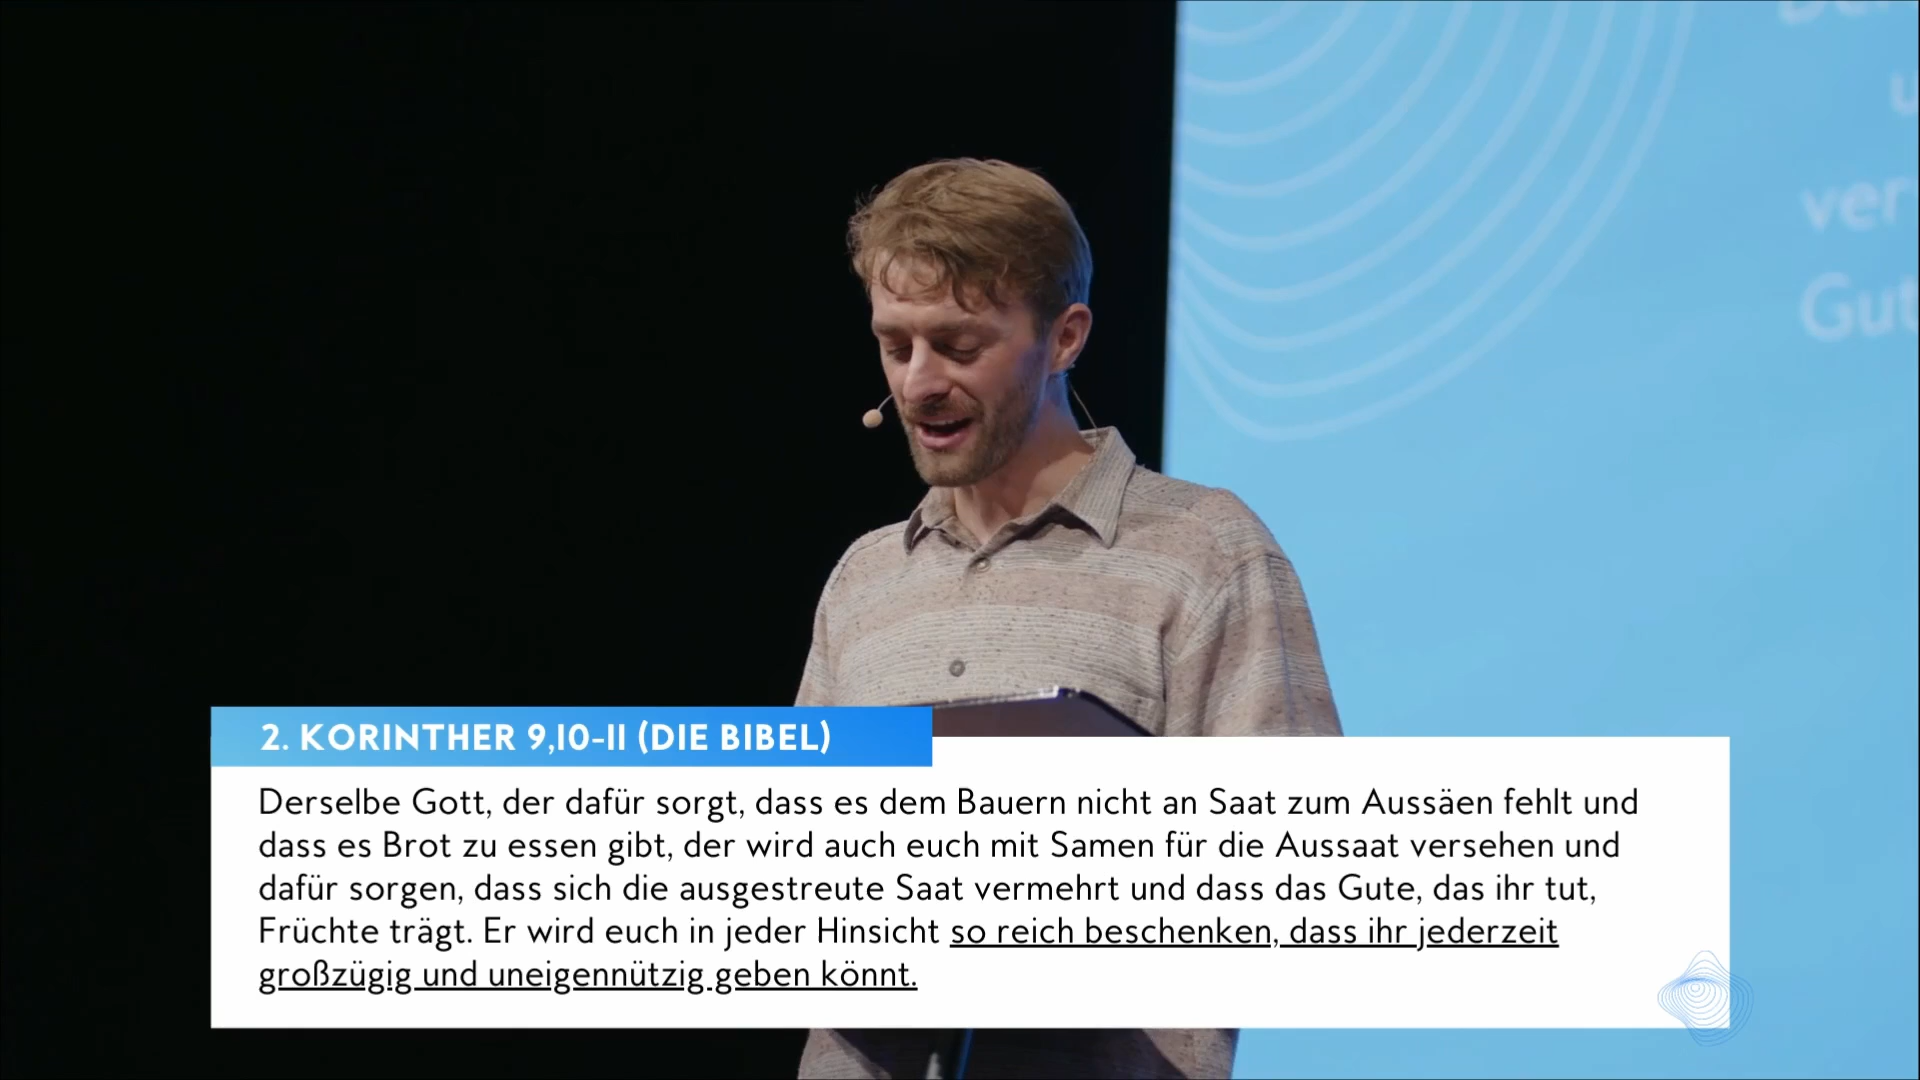 2. KORINTHER 9,10-11 (DIE BIBEL)
Derselbe Gott, der dafür sorgt, dass es dem Bauern nicht an Saat zum Aussäen fehlt und
dass es Brot zu essen gibt, der wird auch euch mit Samen für die Aussaat versehen und
dafür sorgen, dass sich die ausgestreute Saat vermehrt und dass das Gute, das ihr tut,
Früchte trägt. Er wird euch in jeder Hinsicht so reich beschenken, dass ihr jederzeit
großzügig und uneigennützig geben könnt.